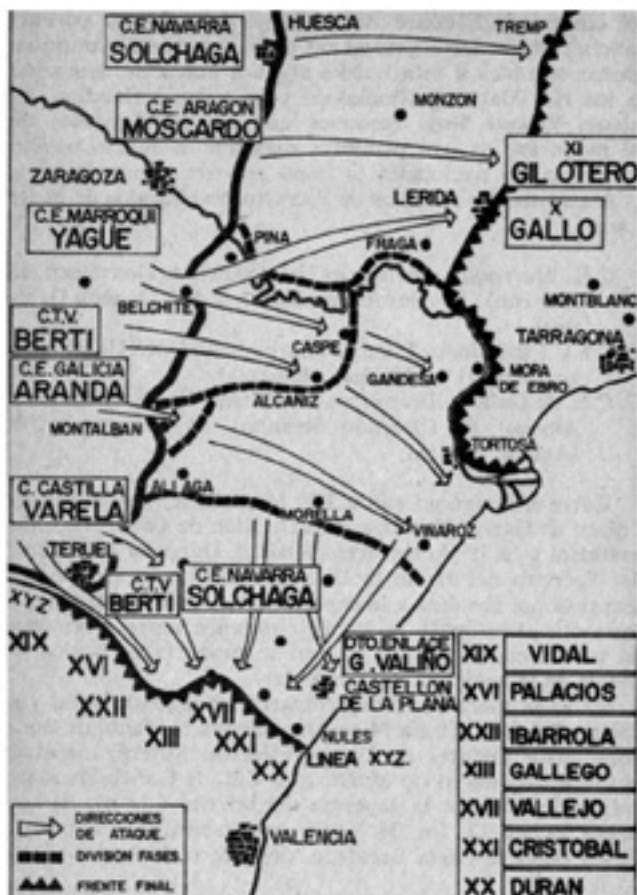 C.E. NAVARRA
SOLCHAGA
HUESCA
TREMP
C.E. ARAGON
MOSCARDO
MONZON
XI
GIL OTERO
ZARAGOZA
LERIDA
X
GALLO
C.E. MARROQUI
YAGÜE
PINA
FRAGA
MONTBLANC
BELCHITE
C.T.V.
BERTI
TARRAGONA
CASPE
C.E. GALICIA
ARANDA
GANDESA
MORA
DE EBRO
ALCAÑIZ
MONTALBAN
TORTOSA
C. CASTILLA
VARELA
ALLAGA
MORELLA
VINAROZ
TERUEL
C.T.V
BERTI
C.E. NAVARRA
SOLCHAGA
XYZ
XIX
XVI
XXII
XIII
XVII
XXI
XX
DTO. ENLACE
G. VALIÑO
CASTELLON
DE LA PLANA
NULES
LINEA XYZ.
VALENCIA
XIX VIDAL
XVI PALACIOS
XXII IBARROLA
XIII GALLEGO
XVII VALLEJO
XXI CRISTOBAL
XX DURAN
DIRECCIONES
DE ATAQUE
DIVISION FASES.
FRENTE FINAL